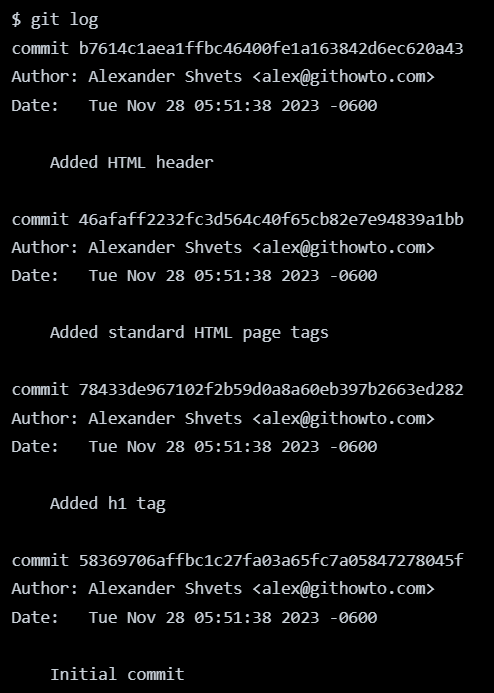 $ git log
commit b7614c1aea1ffbc46400fe1a163842d6ec620a43
Author: Alexander Shvets <alex@githowto.com>
Date:   Tue Nov 28 05:51:38 2023 -0600

    Added HTML header

commit 46afaff2232fc3d564c40f65cb82e7e94839a1bb
Author: Alexander Shvets <alex@githowto.com>
Date:   Tue Nov 28 05:51:38 2023 -0600

    Added standard HTML page tags

commit 78433de967102f2b59d0a8a60eb397b2663ed282
Author: Alexander Shvets <alex@githowto.com>
Date:   Tue Nov 28 05:51:38 2023 -0600

    Added h1 tag

commit 58369706affbc1c27fa03a65fc7a05847278045f
Author: Alexander Shvets <alex@githowto.com>
Date:   Tue Nov 28 05:51:38 2023 -0600

    Initial commit